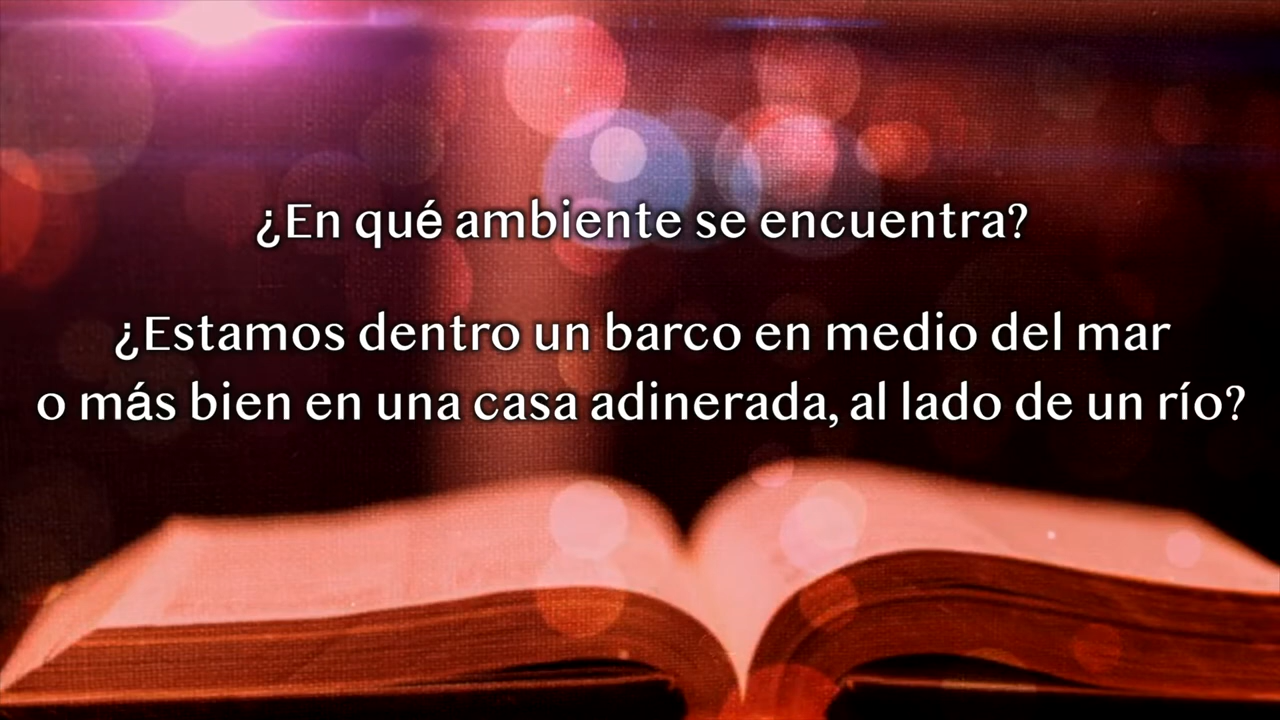 ¿En qué ambiente se encuentra?
¿Estamos dentro un barco en medio del mar
o más bien en una casa adinerada, al lado de un río?